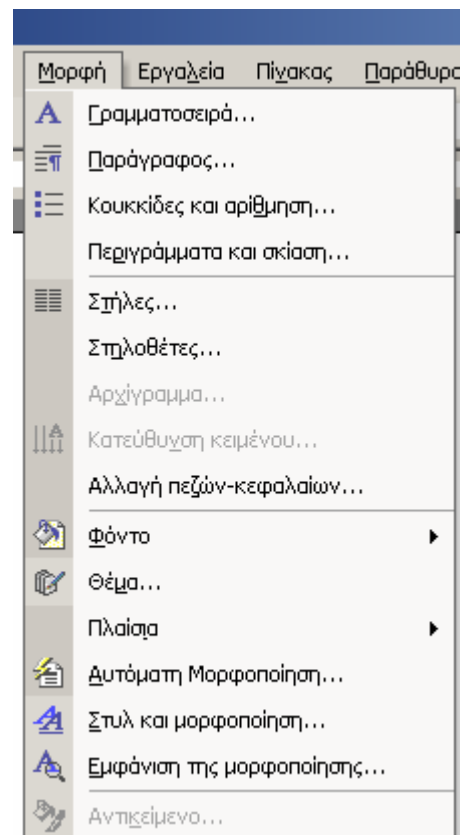 Μορφή Εργαλεία Πίνακας Παράθυρο
Γραμματοσειρά...
Παράγραφος...
Κουκκίδες και αρίθμηση...
Περιγράμματα και σκίαση...
Στήλες...
Στηλοθέτες...
Αρχίγραμμα...
Κατεύθυνση κειμένου...
Αλλαγή πεζών-κεφαλαίων...
Φόντο
Θέμα...
Πλαίσια
Αυτόματη Μορφοποίηση...
Στυλ και μορφοποίηση...
Εμφάνιση της μορφοποίησης...
Αντικείμενο...